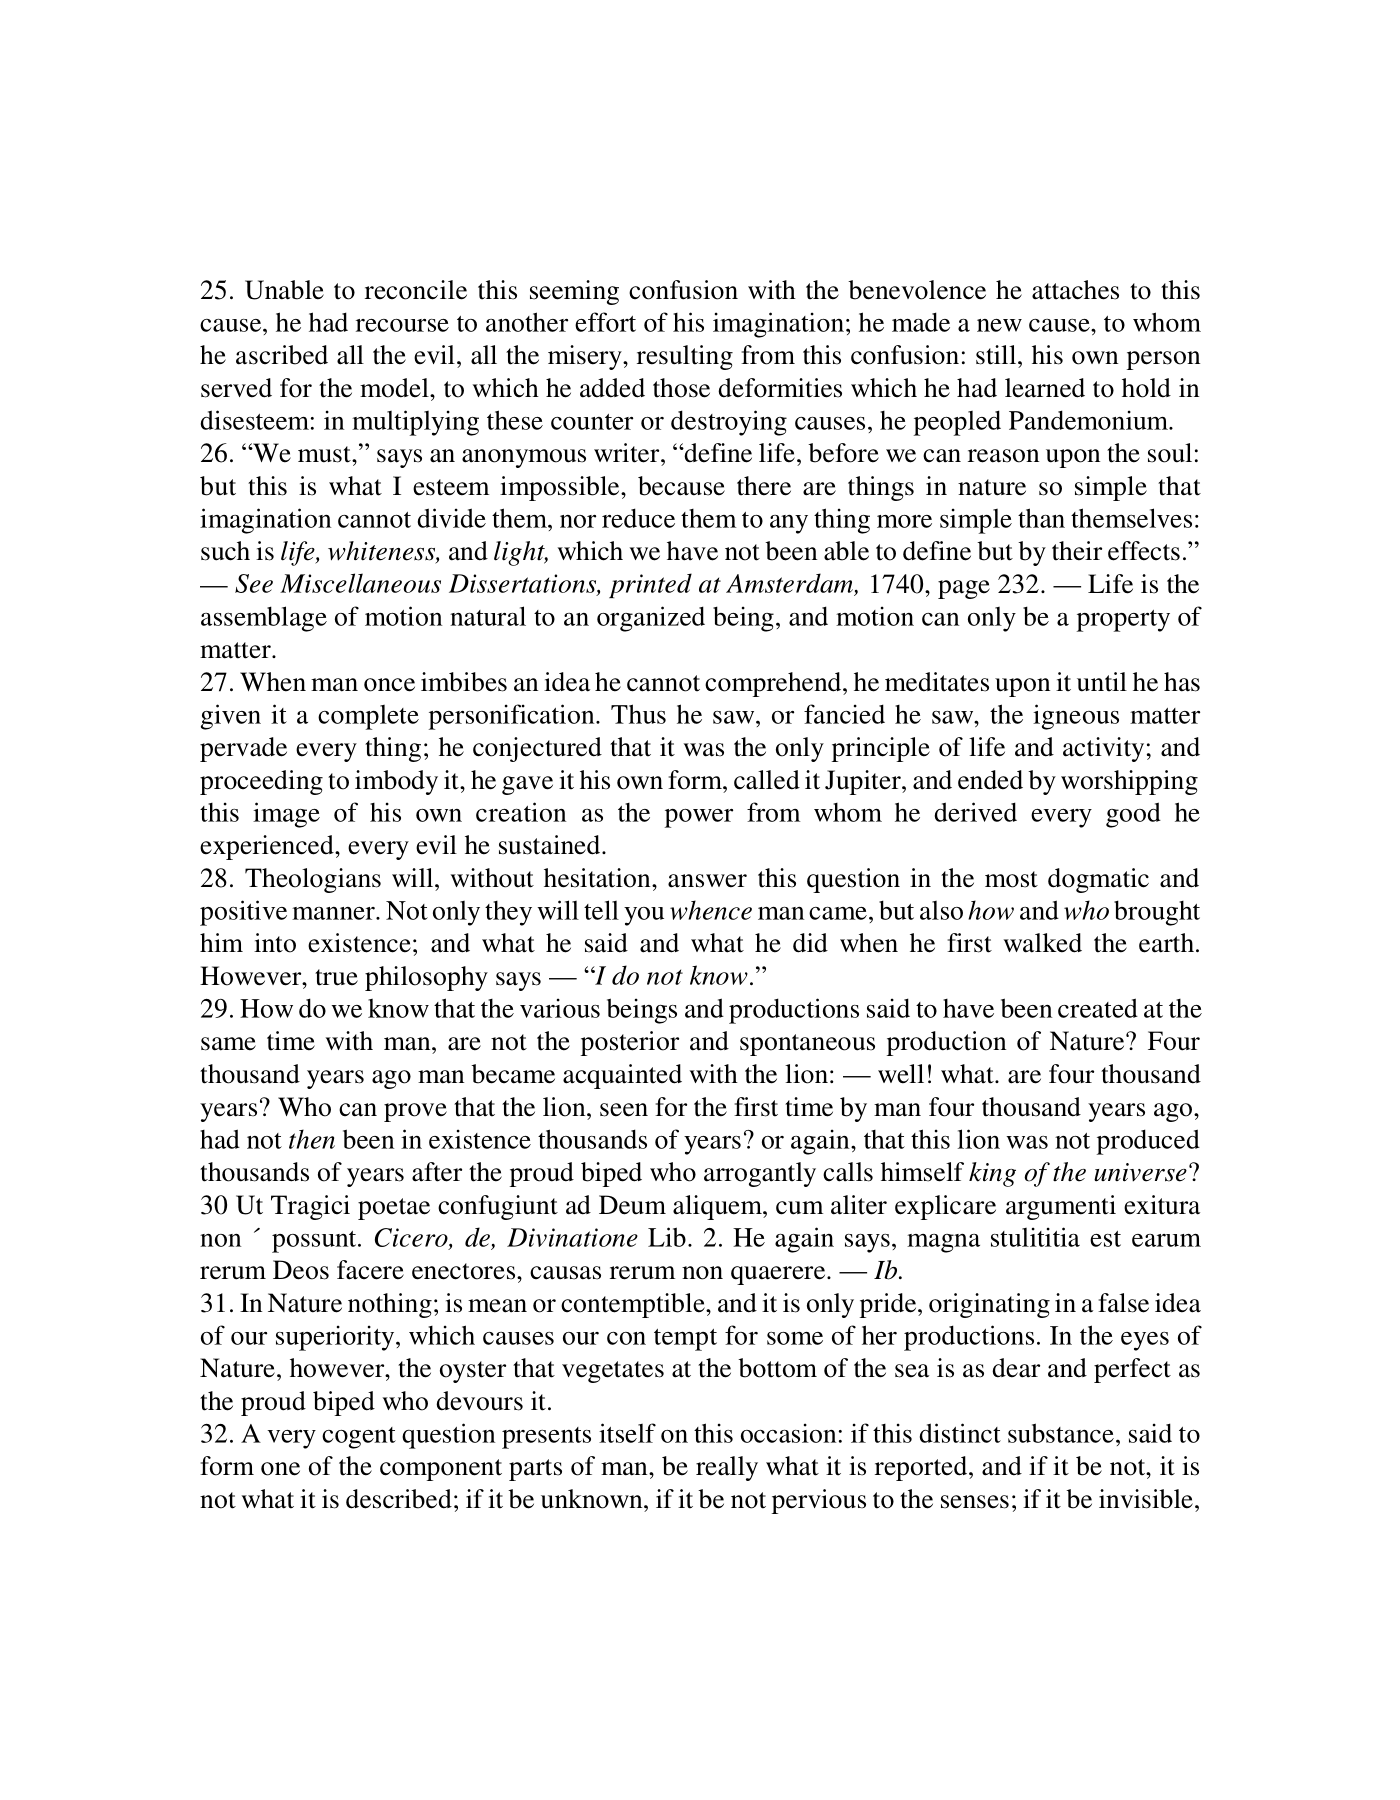 25. Unable to reconcile this seeming confusion with the benevolence he attaches to this
cause, he had recourse to another effort of his imagination; he made a new cause, to whom
he ascribed all the evil, all the misery, resulting from this confusion: still, his own person
served for the model, to which he added those deformities which he had learned to hold in
disesteem: in multiplying these counter or destroying causes, he peopled Pandemonium.
26. “We must,” says an anonymous writer, “define life, before we can reason upon the soul:
but this is what I esteem impossible, because there are things in nature so simple that
imagination cannot divide them, nor reduce them to any thing more simple than themselves:
such is life, whiteness, and light, which we have not been able to define but by their effects.”
— See Miscellaneous Dissertations, printed at Amsterdam, 1740, page 232. — Life is the
assemblage of motion natural to an organized being, and motion can only be a property of
matter.
27. When man once imbibes an idea he cannot comprehend, he meditates upon it until he has
given it a complete personification. Thus he saw, or fancied he saw, the igneous matter
pervade every thing; he conjectured that it was the only principle of life and activity; and
proceeding to imbody it, he gave it his own form, called it Jupiter, and ended by worshipping
this image of his own creation as the power from whom he derived every good he
experienced, every evil he sustained.
28. Theologians will, without hesitation, answer this question in the most dogmatic and
positive manner. Not only they will tell you whence man came, but also how and who brought
him into existence; and what he said and what he did when he first walked the earth.
However, true philosophy says — “I do not know.”
29. How do we know that the various beings and productions said to have been created at the
same time with man, are not the posterior and spontaneous production of Nature? Four
thousand years ago man became acquainted with the lion: — well! what. are four thousand
years? Who can prove that the lion, seen for the first time by man four thousand years ago,
had not then been in existence thousands of years? or again, that this lion was not produced
thousands of years after the proud biped who arrogantly calls himself king of the universe?
30 Ut Tragici poetae confugiunt ad Deum aliquem, cum aliter explicare argumenti exitura
non ´ possunt. Cicero, de, Divinatione Lib. 2. He again says, magna stulititia est earum
rerum Deos facere enectores, causas rerum non quaerere. — Ib.
31. In Nature nothing; is mean or contemptible, and it is only pride, originating in a false idea
of our superiority, which causes our con tempt for some of her productions. In the eyes of
Nature, however, the oyster that vegetates at the bottom of the sea is as dear and perfect as
the proud biped who devours it.
32. A very cogent question presents itself on this occasion: if this distinct substance, said to
form one of the component parts of man, be really what it is reported, and if it be not, it is
not what it is described; if it be unknown, if it be not pervious to the senses; if it be invisible,